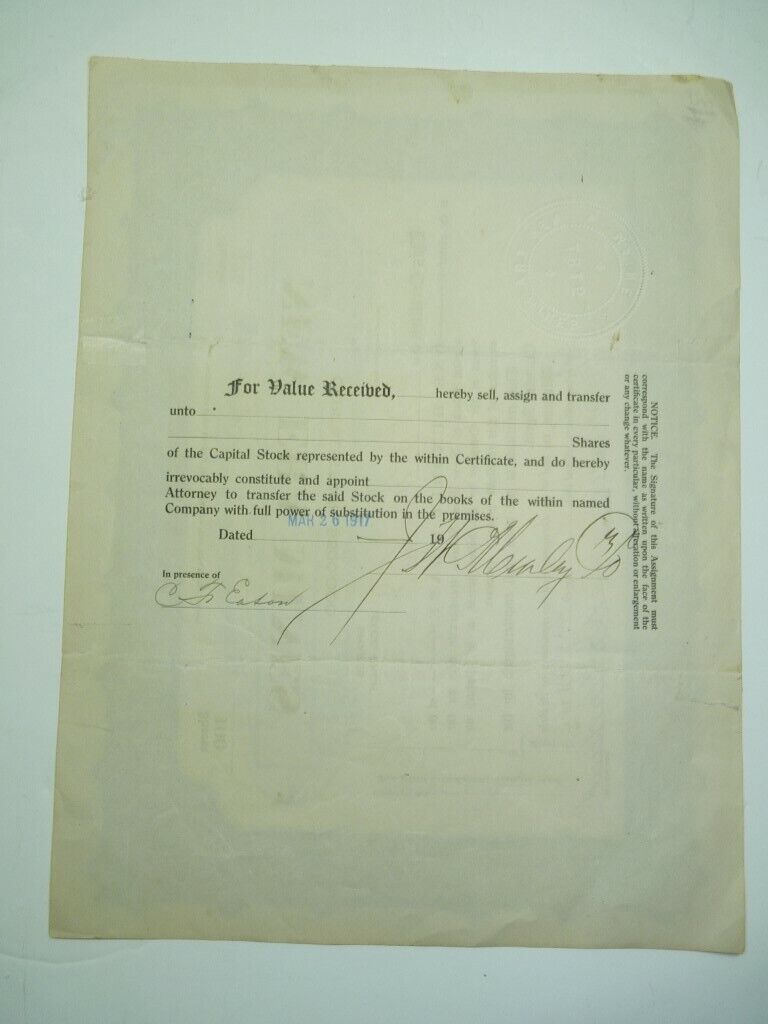 For Value Received, hereby sell, assign and transfer
unto
Shares
of the Capital Stock represented by the within Certificate, and do hereby
irrevocably constitute and appoint
Attorney to transfer the said Stock on the books of the within named
Company with full power of substitution in the premises.
MAR 26 1917
Dated 19
In presence of
C F Eaton
NOTICE. The Signature of this Assignment must
correspond with the name as written upon the face of the
certificate in every particular, without alteration or enlargement
or any change whatever.